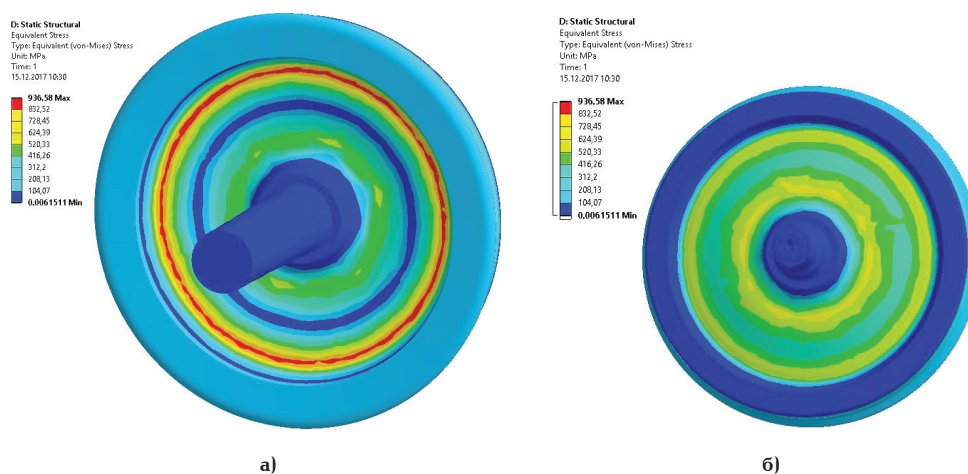 D: Static Structural
Equivalent Stress
Type: Equivalent (von-Mises) Stress
Unit: MPa
Time: 1
15.12.2017 10:30
936,58 Max
832,52
728,45
624,39
520,33
416,26
312,2
208,13
104,07
0,0061511 Min
а)
D: Static Structural
Equivalent Stress
Type: Equivalent (von-Mises) Stress
Unit: MPa
Time: 1
15.12.2017 10:30
936,58 Max
832,52
728,45
624,39
520,33
416,26
312,2
208,13
104,07
0,0061511 Min
б)